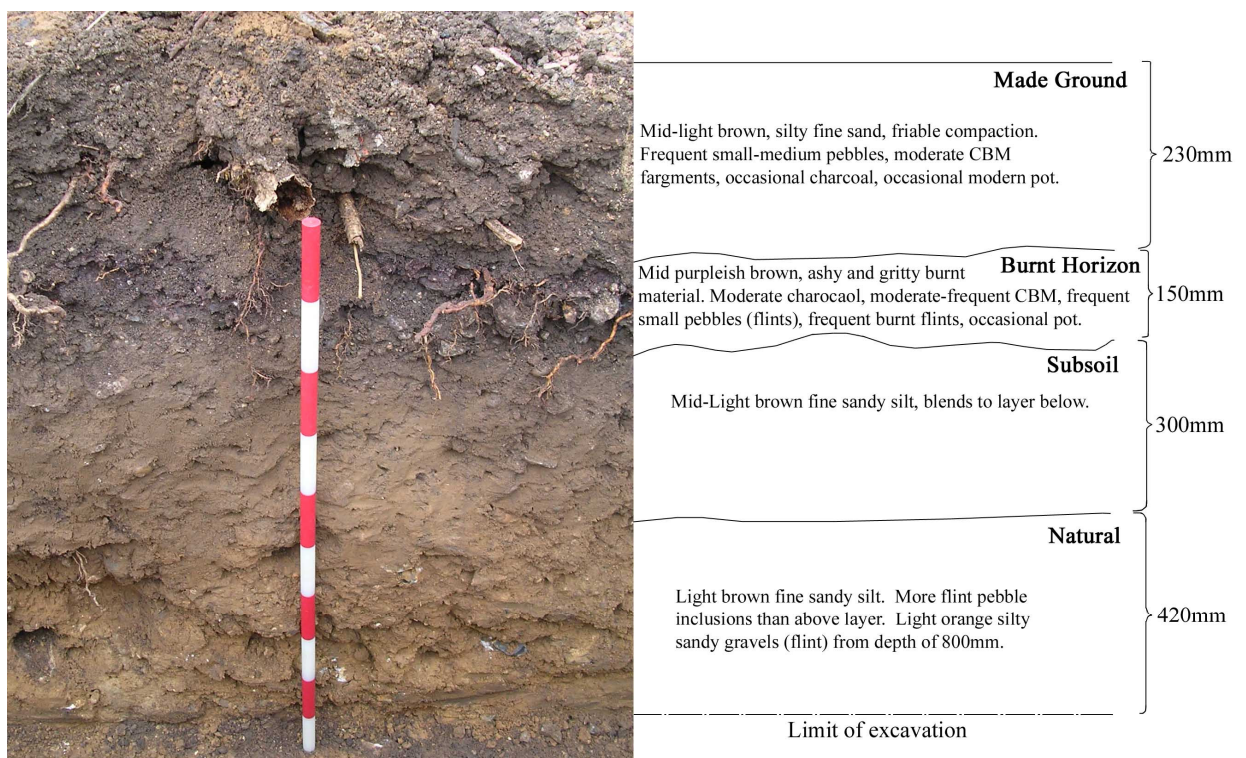 Made Ground
Mid-light brown, silty fine sand, friable compaction.
Frequent small-medium pebbles, moderate CBM
fargments, occasional charcoal, occasional modern pot.
230mm
Burnt Horizon
Mid purpleish brown, ashy and gritty burnt
material. Moderate charocaol, moderate-frequent CBM, frequent
small pebbles (flints), frequent burnt flints, occasional pot.
150mm
Subsoil
Mid-Light brown fine sandy silt, blends to layer below.
300mm
Natural
Light brown fine sandy silt. More flint pebble
inclusions than above layer. Light orange silty
sandy gravels (flint) from depth of 800mm.
420mm
Limit of excavation